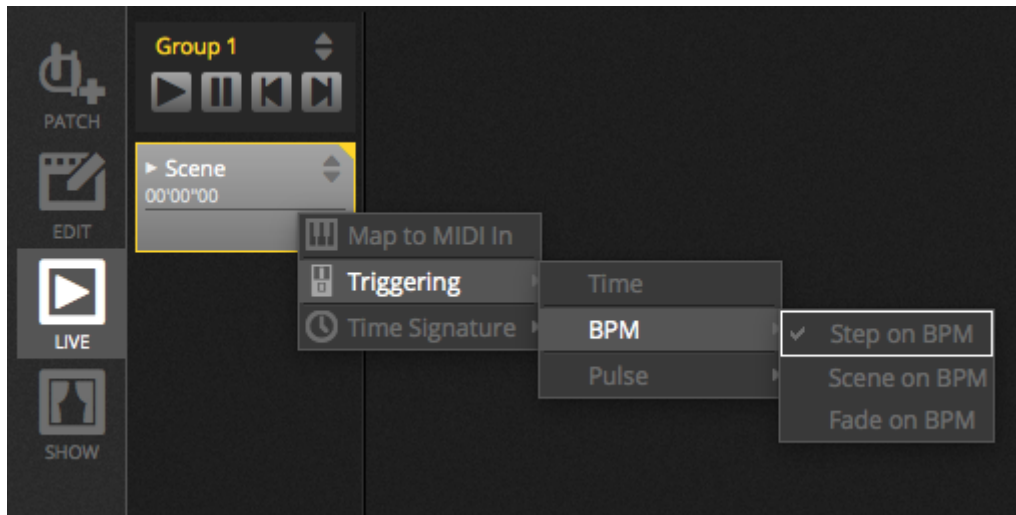 PATCH
EDIT
LIVE
SHOW
Group 1
Scene
00'00"00
Map to MIDI In
Triggering
Time Signature
Time
BPM
Pulse
Step on BPM
Scene on BPM
Fade on BPM